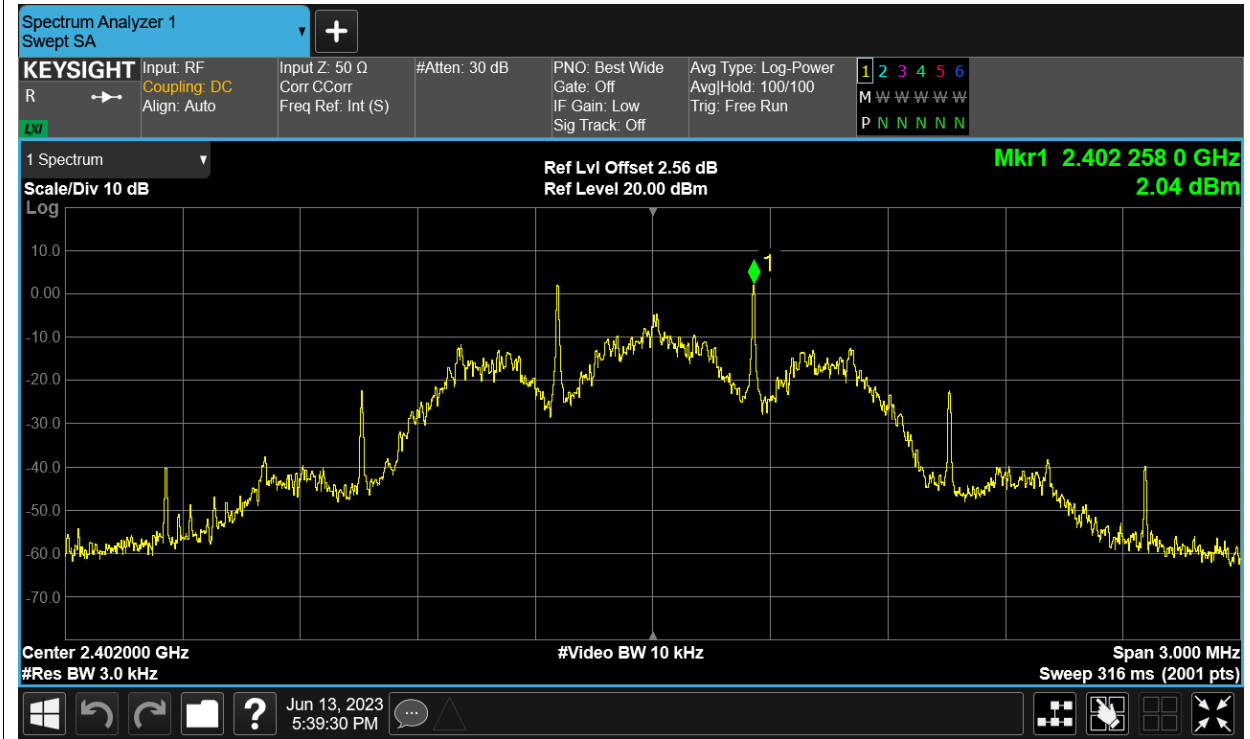 Spectrum Analyzer 1
Swept SA
KEYSIGHT
R
LXI
Input: RF
Coupling: DC
Align: Auto
Input Z: 50 Ω
Corr CCorr
Freq Ref: Int (S)
#Atten: 30 dB
PNO: Best Wide
Gate: Off
IF Gain: Low
Sig Track: Off
Avg Type: Log-Power
Avg|Hold: 100/100
Trig: Free Run
1 2 3 4 5 6
M W W W W W
P N N N N N
1 Spectrum
Scale/Div 10 dB
Log
Ref Lvl Offset 2.56 dB
Ref Level 20.00 dBm
Mkr1 2.402 258 0 GHz
2.04 dBm
1
10.0
0.00
-10.0
-20.0
-30.0
-40.0
-50.0
-60.0
-70.0
Center 2.402000 GHz
#Res BW 3.0 kHz
#Video BW 10 kHz
Span 3.000 MHz
Sweep 316 ms (2001 pts)
?
Jun 13, 2023
5:39:30 PM